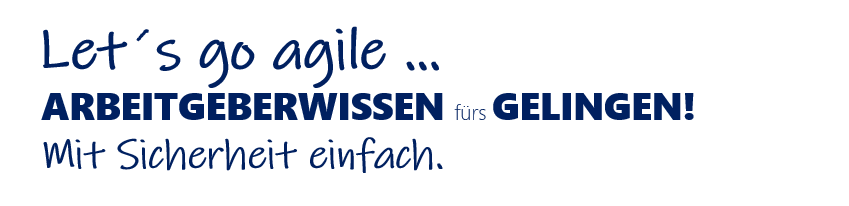 Let´s go agile ...
ARBEITGEBERWISSEN fürs GELINGEN!
Mit Sicherheit einfach.